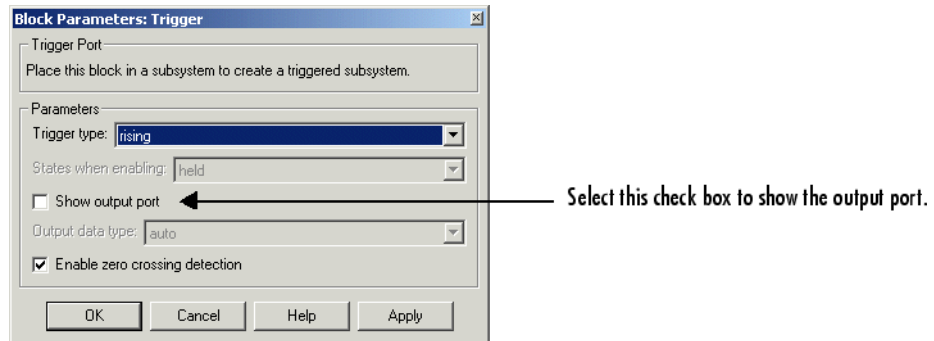 Block Parameters: Trigger
Trigger Port
Place this block in a subsystem to create a triggered subsystem.
Parameters
Trigger type: rising
States when enabling: held
Show output port
Select this check box to show the output port.
Output data type: auto
Enable zero crossing detection
OK Cancel Help Apply